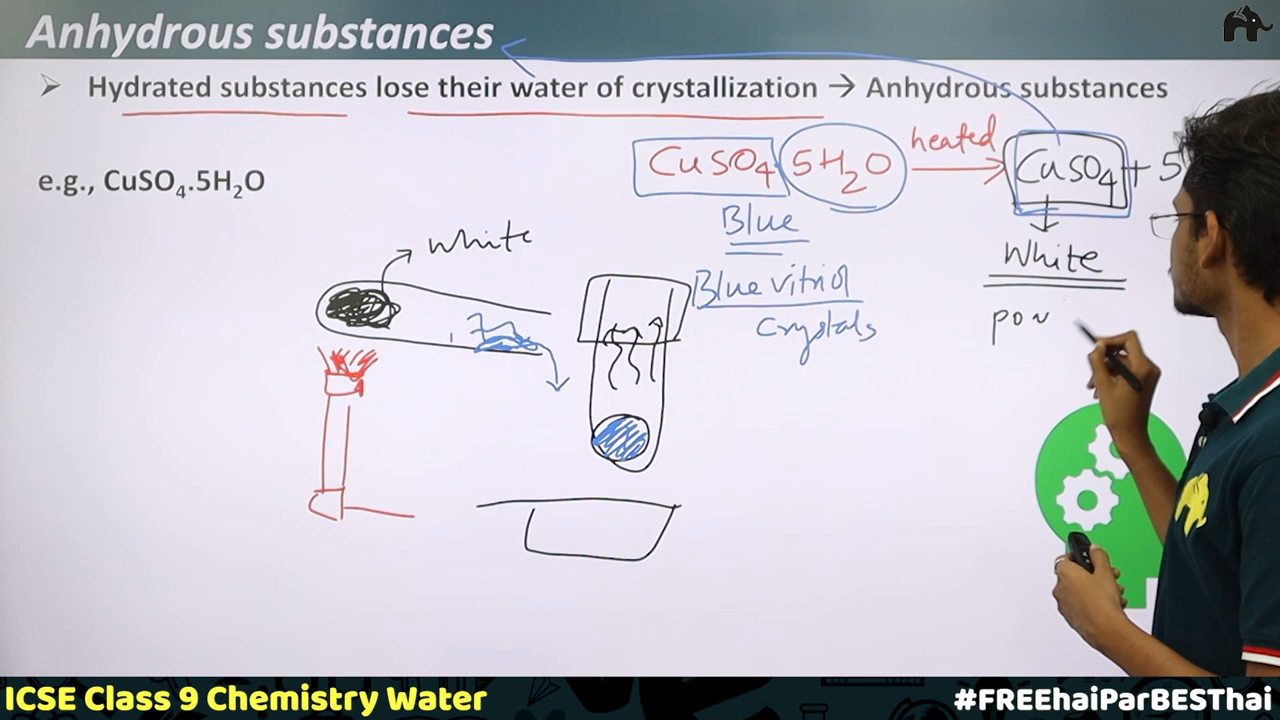 Anhydrous substances
➢ Hydrated substances lose their water of crystallization → Anhydrous substances
heated
CuSO₄ 5H₂O → CuSO₄ + 5
e.g., CuSO₄.5H₂O
Blue
White
White
Blue vitriol
Crystals
pow
ICSE Class 9 Chemistry Water
#FREEhaiParBESThai